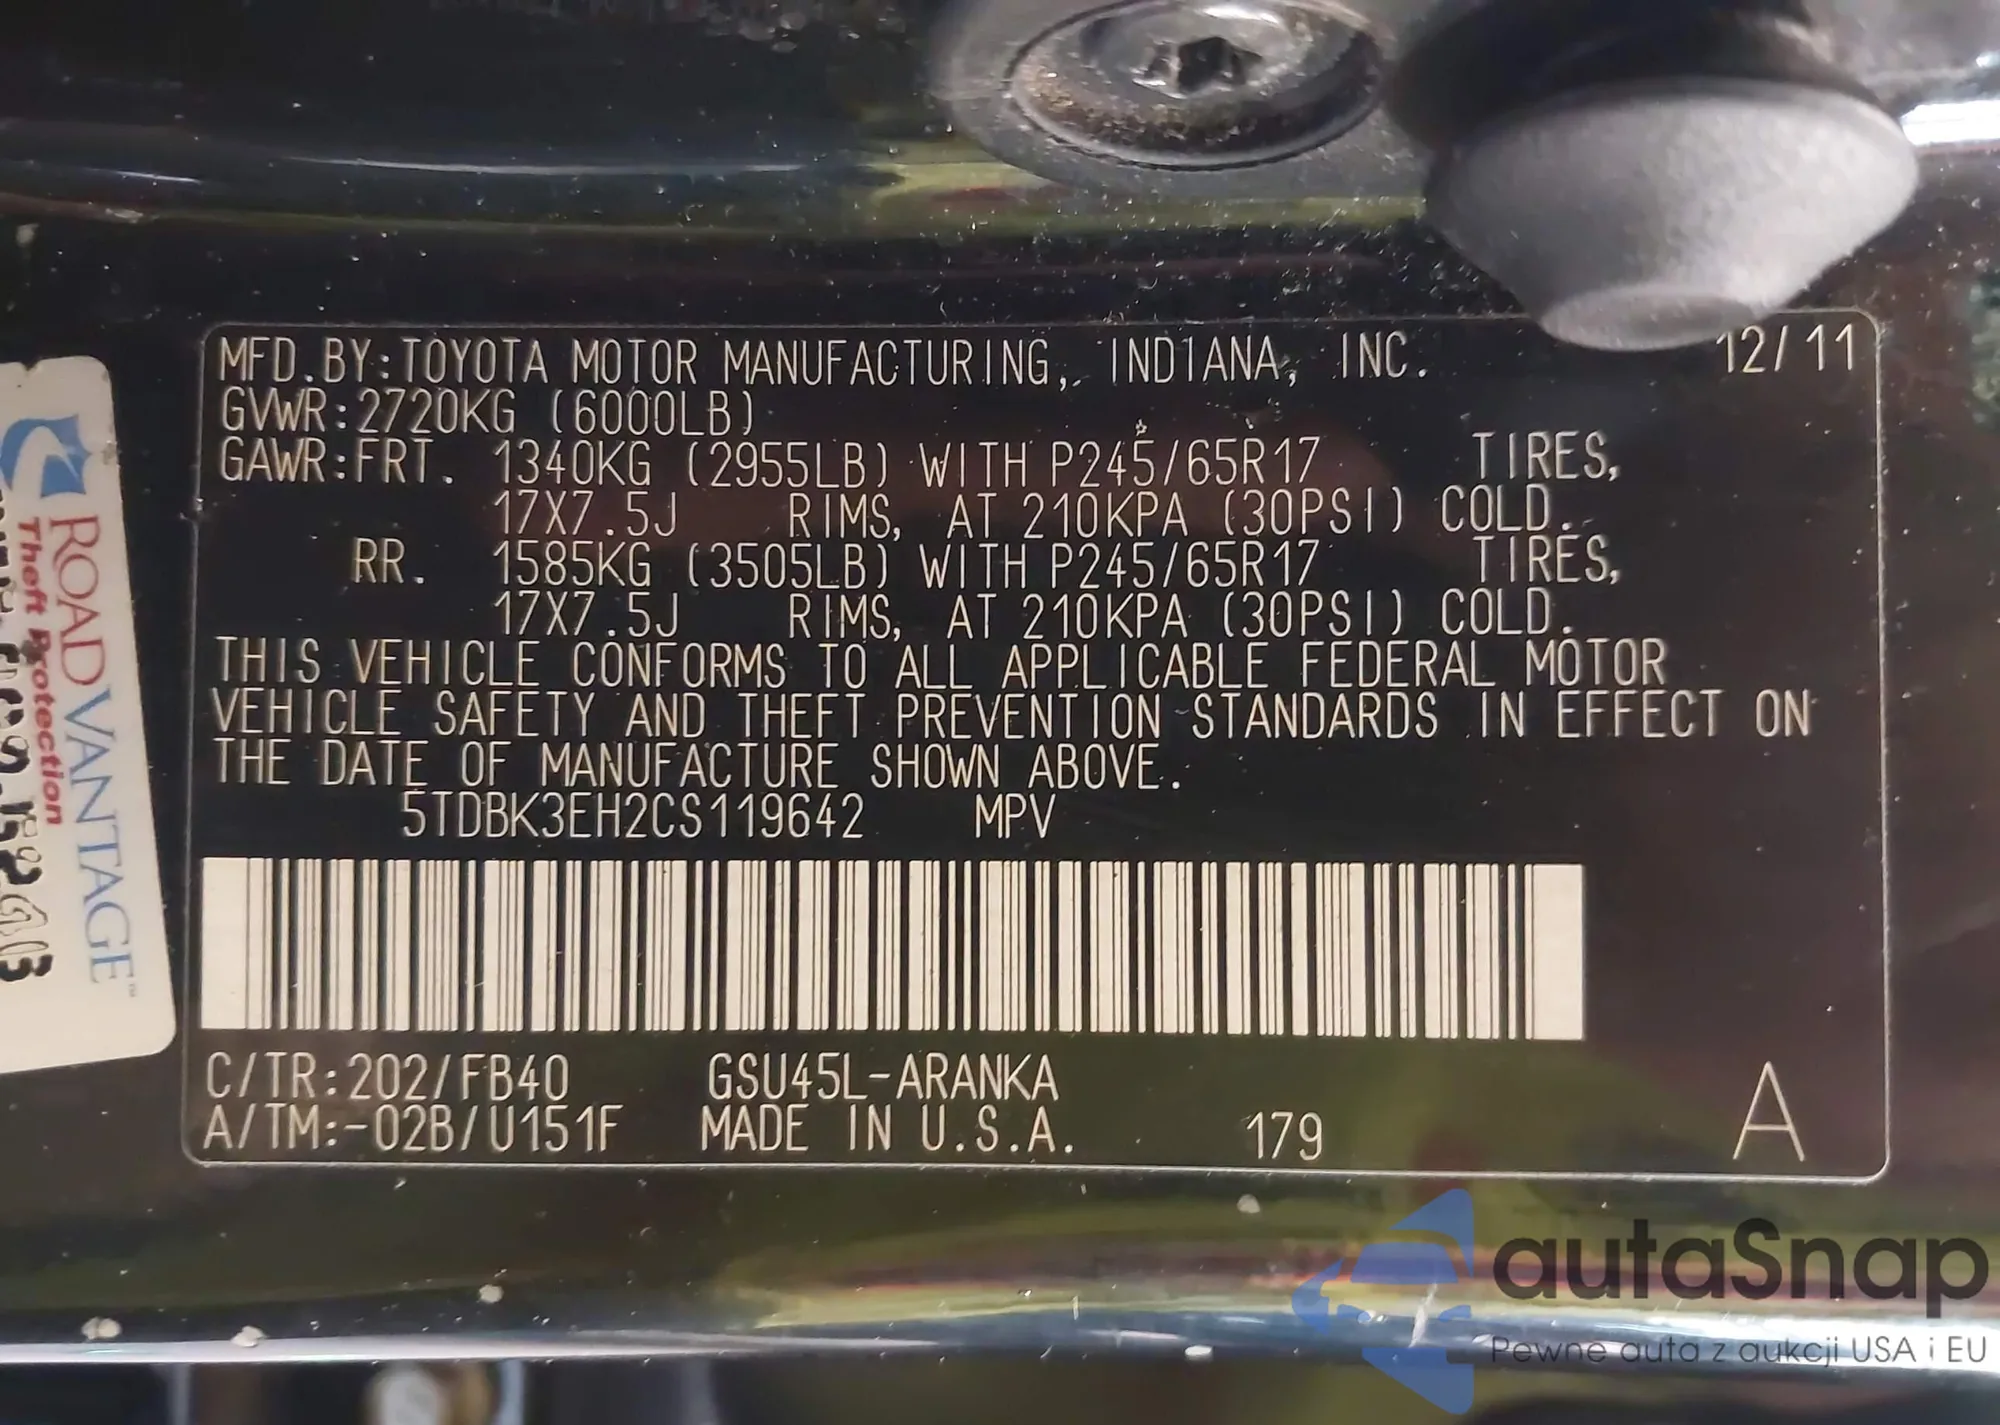 MFD.BY:TOYOTA MOTOR MANUFACTURING, INDIANA, INC. 12/11
GVWR:2720KG (6000LB)
GAWR:FRT. 1340KG (2955LB) WITH P245/65R17 TIRES,
17X7.5J RIMS, AT 210KPA (30PSI) COLD.
RR. 1585KG (3505LB) WITH P245/65R17 TIRES,
17X7.5J RIMS, AT 210KPA (30PSI) COLD.
THIS VEHICLE CONFORMS TO ALL APPLICABLE FEDERAL MOTOR
VEHICLE SAFETY AND THEFT PREVENTION STANDARDS IN EFFECT ON
THE DATE OF MANUFACTURE SHOWN ABOVE.
5TDBK3EH2CS119642 MPV
C/TR:202/FB40 GSU45L-ARANKA
A/TM:-02B/U151F MADE IN U.S.A. 179 A
ROADVANTAGE™
Theft Protection
autaSnap
Pewne auta z aukcji USA i EU